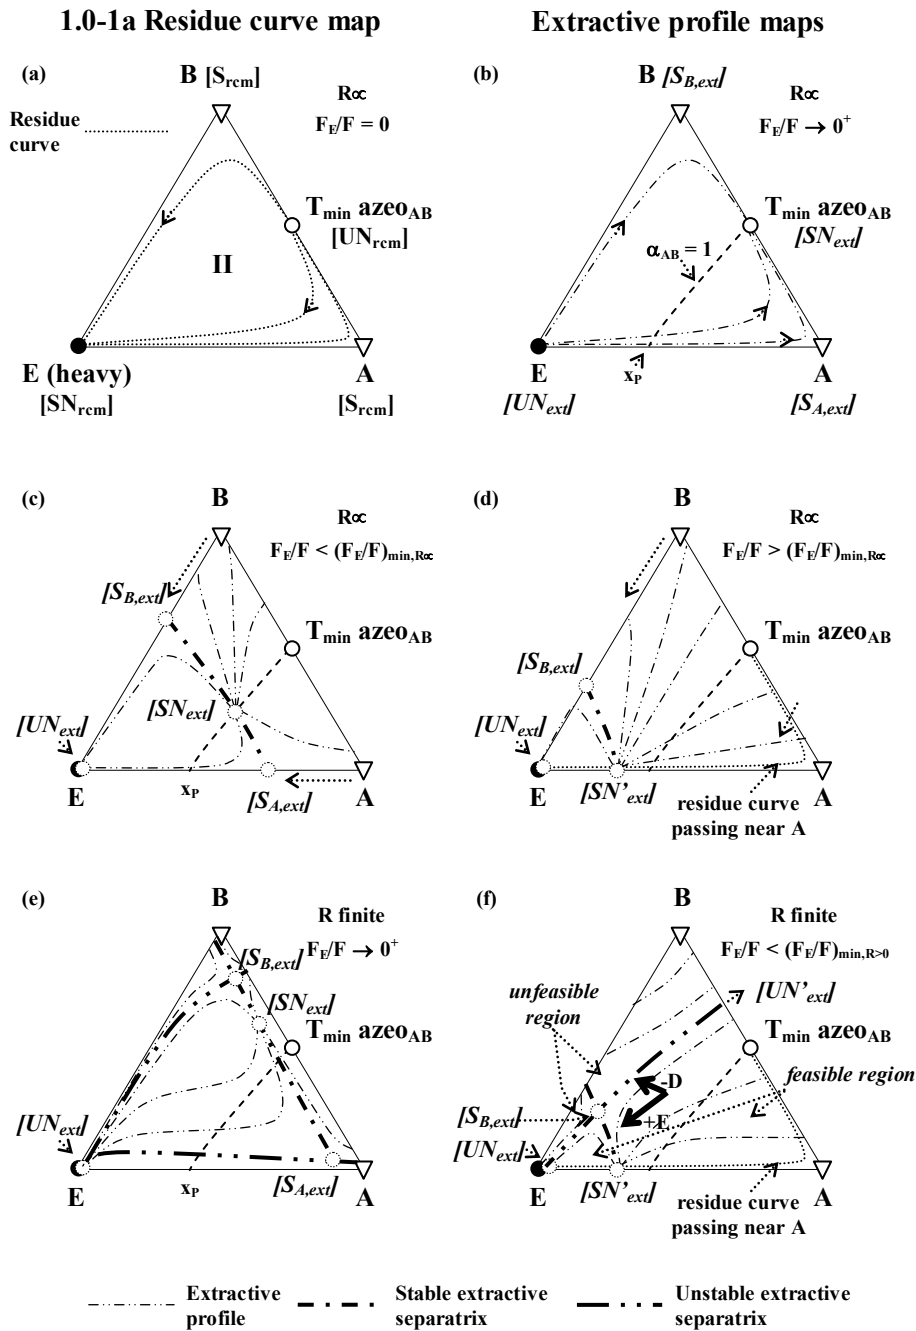 1.0-1a Residue curve map
Extractive profile maps
(a)
B [S_rcm]
R∝
F_E/F = 0
Residue
curve
T_min azeo_AB
[UN_rcm]
II
E (heavy)
[SN_rcm]
A
[S_rcm]
(b)
B [S_B,ext]
R∝
F_E/F → 0⁺
T_min azeo_AB
[SN_ext]
α_AB = 1
x_P
E
[UN_ext]
A
[S_A,ext]
(c)
B
R∝
F_E/F < (F_E/F)_min,R∝
[S_B,ext]
T_min azeo_AB
[SN_ext]
[UN_ext]
E
x_P
[S_A,ext]
A
(d)
B
R∝
F_E/F > (F_E/F)_min,R∝
T_min azeo_AB
[S_B,ext]
[UN_ext]
E
[SN'_ext]
A
residue curve
passing near A
(e)
B
R finite
F_E/F → 0⁺
[S_B,ext]
[SN_ext]
T_min azeo_AB
[UN_ext]
E
x_P
[S_A,ext]
A
(f)
B
R finite
F_E/F < (F_E/F)_min,R>0
[UN'_ext]
unfeasible
region
T_min azeo_AB
feasible region
-D
+E
[S_B,ext]
[UN_ext]
E
[SN'_ext]
A
residue curve
passing near A
Extractive
profile
Stable extractive
separatrix
Unstable extractive
separatrix